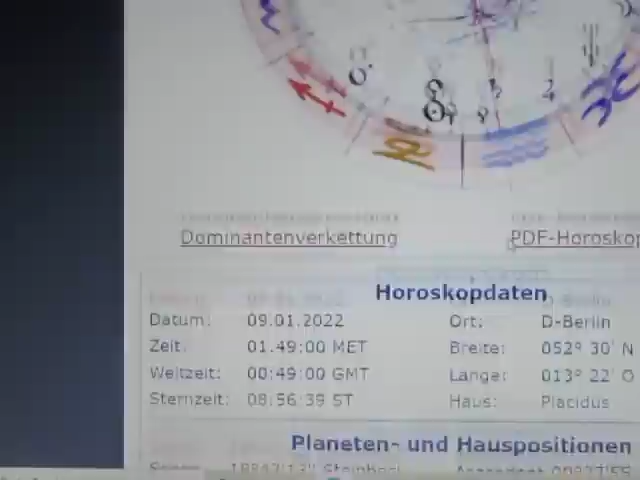 Dominantenverkettung
PDF-Horoskop
Horoskopdaten
Datum: 09.01.2022 Ort: D-Berlin
Zeit: 01:49:00 MET Breite: 052° 30' N
Weltzeit: 00:49:00 GMT Länge: 013° 22' O
Sternzeit: 08:56:39 ST Haus: Placidus
Planeten- und Hauspositionen